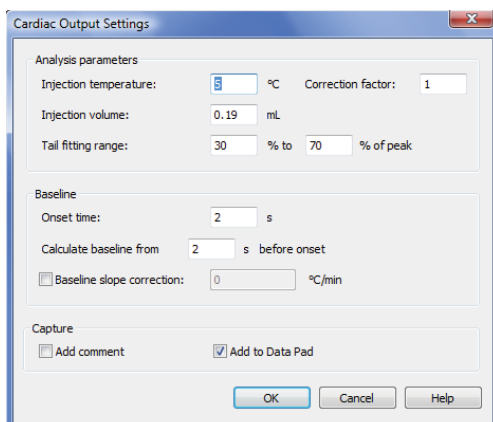 Cardiac Output Settings
Analysis parameters
Injection temperature: 5 ºC Correction factor: 1
Injection volume: 0.19 mL
Tail fitting range: 30 % to 70 % of peak
Baseline
Onset time: 2 s
Calculate baseline from 2 s before onset
Baseline slope correction: 0 ºC/min
Capture
Add comment Add to Data Pad
OK Cancel Help